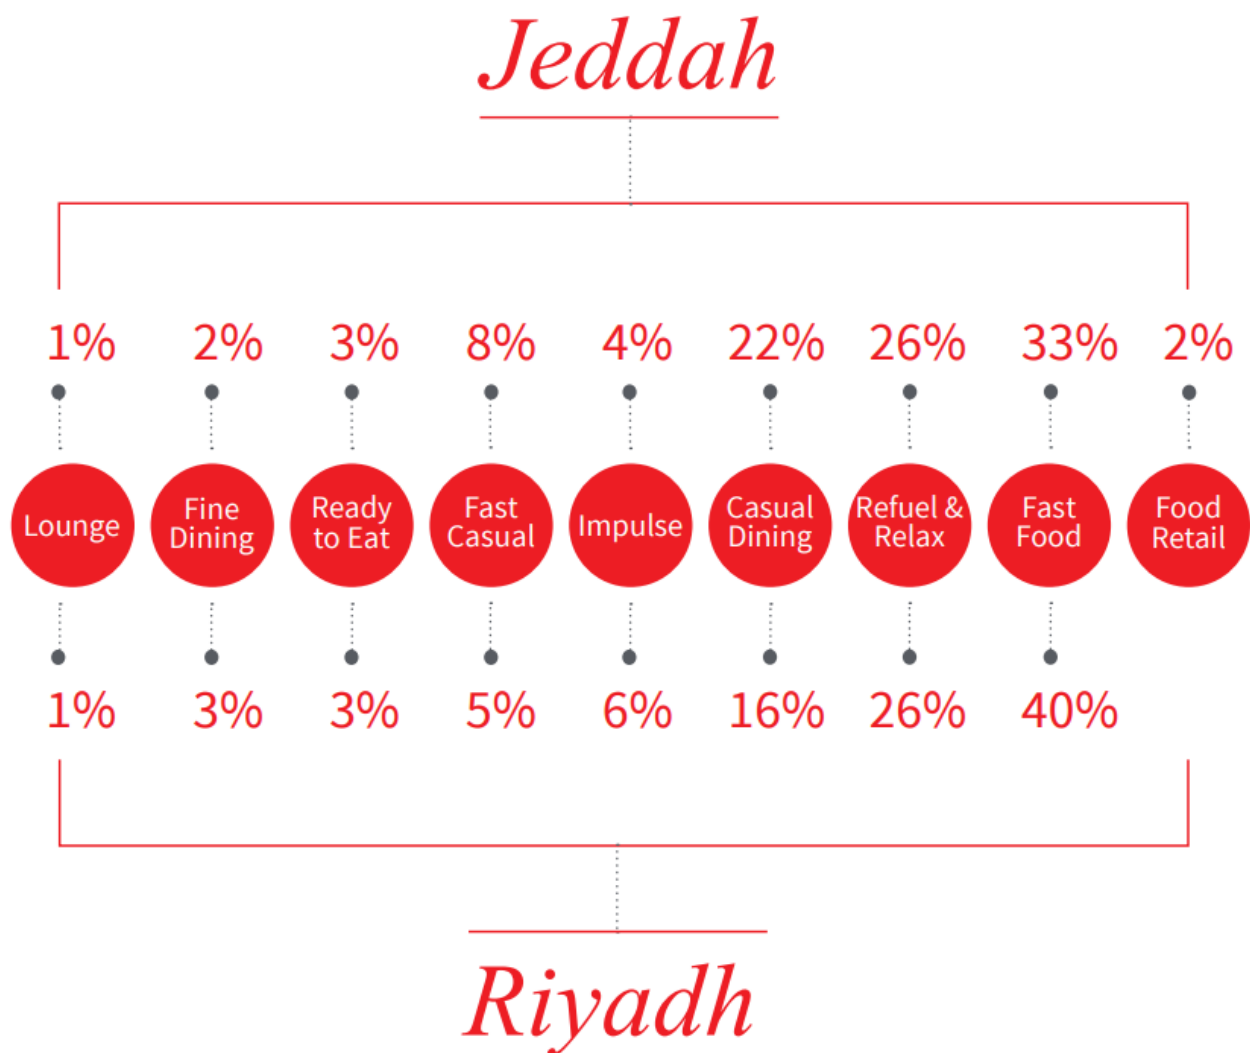 Jeddah
1% 2% 3% 8% 4% 22% 26% 33% 2%
Lounge
Fine
Dining
Ready
to Eat
Fast
Casual
Impulse
Casual
Dining
Refuel &
Relax
Fast
Food
Food
Retail
1% 3% 3% 5% 6% 16% 26% 40%
Riyadh